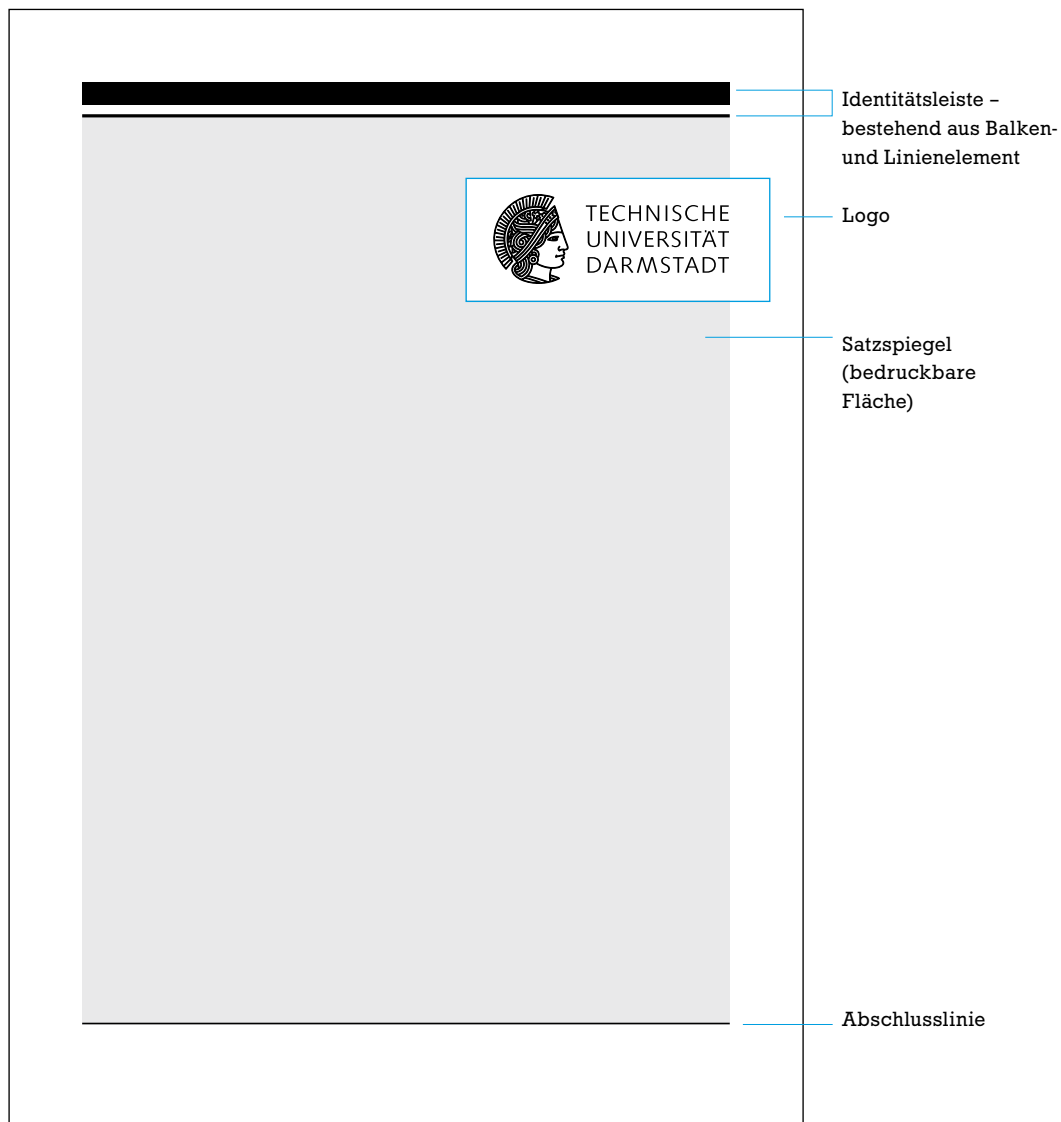 Identitätsleiste –
bestehend aus Balken-
und Linienelement
TECHNISCHE
UNIVERSITÄT
DARMSTADT
Logo
Satzspiegel
(bedruckbare
Fläche)
Abschlusslinie